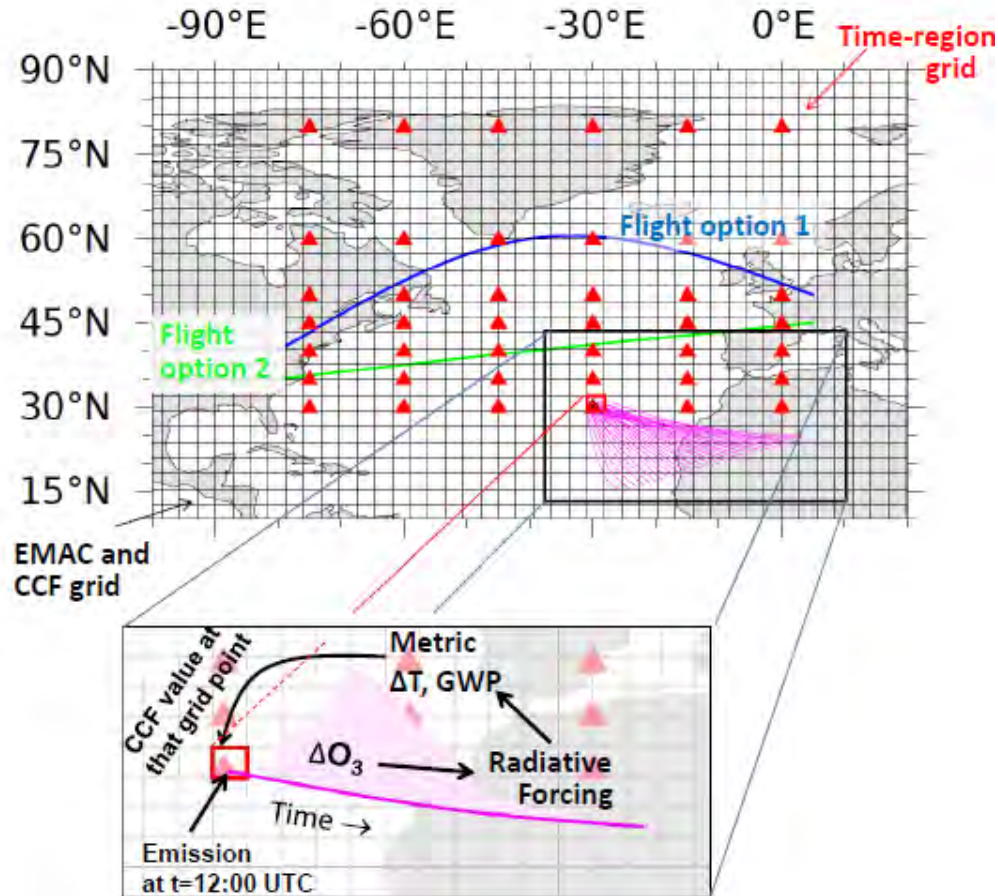 -90°E -60°E -30°E 0°E
Time-region
grid
90°N
75°N
60°N
45°N
30°N
15°N
Flight option 1
Flight
option 2
EMAC and
CCF grid
CCF value at
that grid point
Metric
ΔT, GWP
ΔO₃
Radiative
Forcing
Time →
Emission
at t=12:00 UTC